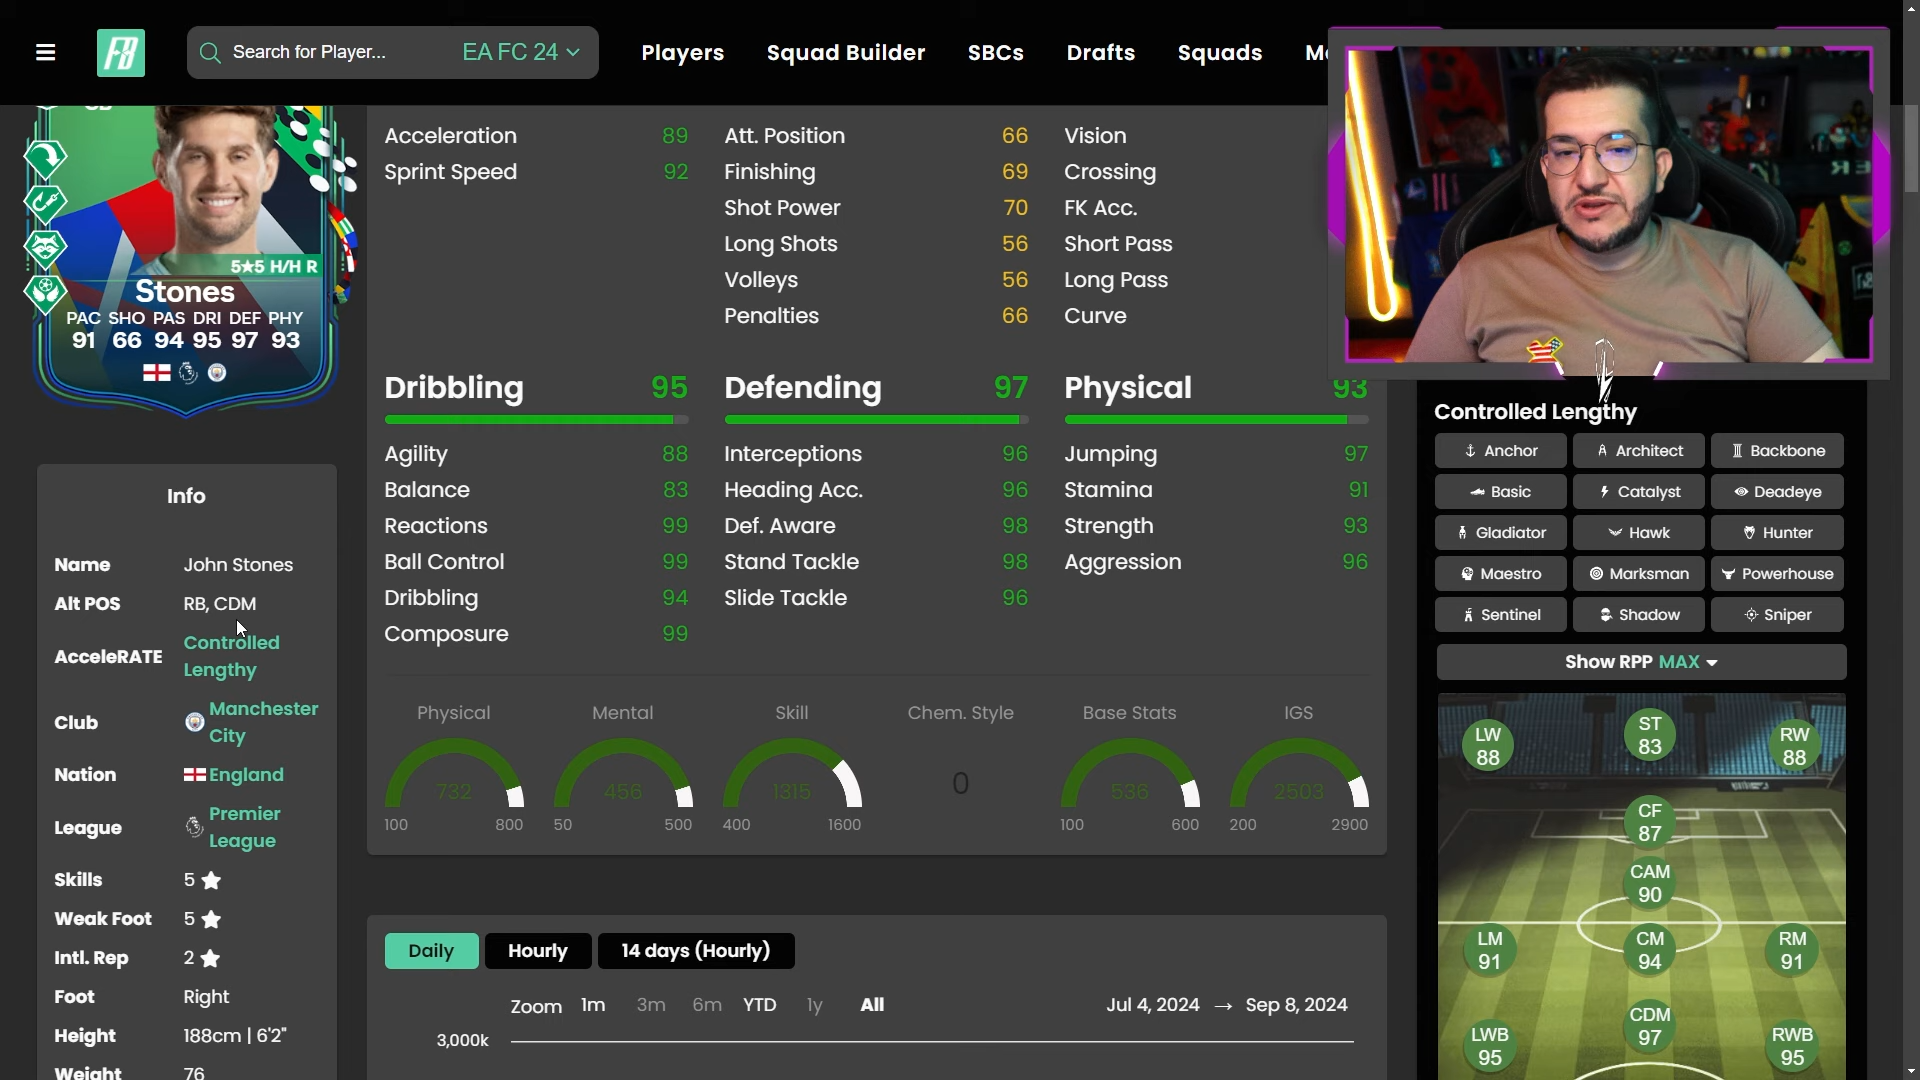 Search for Player...
EA FC 24
Players
Squad Builder
SBCs
Drafts
Squads
5★5 H/H R
Stones
PAC SHO PAS DRI DEF PHY
91 66 94 95 97 93
Acceleration 89
Sprint Speed 92
Att. Position 66
Finishing 69
Shot Power 70
Long Shots 56
Volleys 56
Penalties 66
Vision
Crossing
FK Acc.
Short Pass
Long Pass
Curve
Dribbling 95
Agility 88
Balance 83
Reactions 99
Ball Control 99
Dribbling 94
Composure 99
Defending 97
Interceptions 96
Heading Acc. 96
Def. Aware 98
Stand Tackle 98
Slide Tackle 96
Physical 93
Jumping 97
Stamina 91
Strength 93
Aggression 96
Info
Name John Stones
Alt POS RB, CDM
AcceleRATE Controlled
Lengthy
Club Manchester
City
Nation England
League Premier
League
Skills 5
Weak Foot 5
Intl. Rep 2
Foot Right
Height 188cm | 6'2"
Weight 76
Physical
732
100 800
Mental
456
50 500
Skill
1315
400 1600
Chem. Style
0
Base Stats
536
100 600
IGS
2503
200 2900
Daily
Hourly
14 days (Hourly)
Zoom 1m 3m 6m YTD 1y All
Jul 4, 2024 → Sep 8, 2024
3,000k
Controlled Lengthy
Anchor
Architect
Backbone
Basic
Catalyst
Deadeye
Gladiator
Hawk
Hunter
Maestro
Marksman
Powerhouse
Sentinel
Shadow
Sniper
Show RPP MAX
LW
88
ST
83
RW
88
CF
87
CAM
90
LM
91
CM
94
RM
91
LWB
95
CDM
97
RWB
95